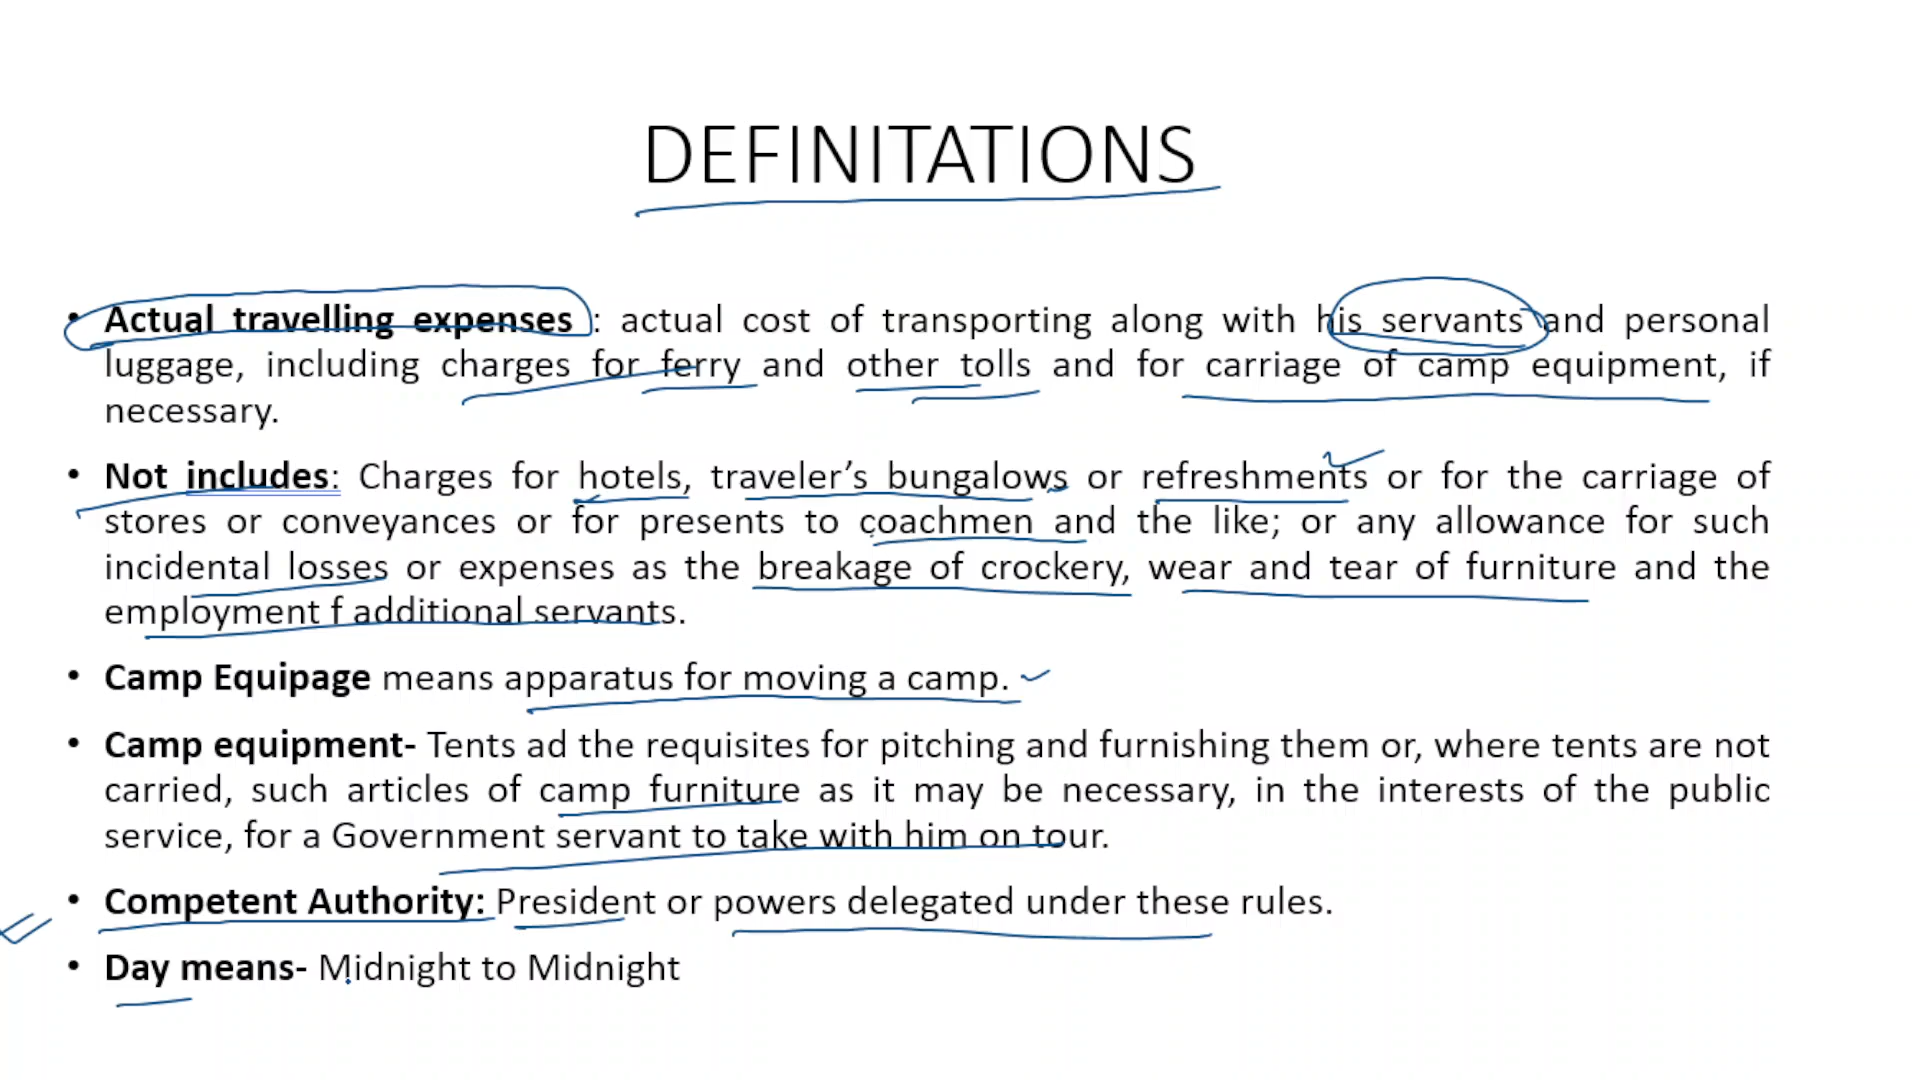 DEFINITATIONS
• Actual travelling expenses : actual cost of transporting along with his servants and personal
luggage, including charges for ferry and other tolls and for carriage of camp equipment, if
necessary.
• Not includes: Charges for hotels, traveler’s bungalows or refreshments or for the carriage of
stores or conveyances or for presents to coachmen and the like; or any allowance for such
incidental losses or expenses as the breakage of crockery, wear and tear of furniture and the
employment f additional servants.
• Camp Equipage means apparatus for moving a camp.
• Camp equipment- Tents ad the requisites for pitching and furnishing them or, where tents are not
carried, such articles of camp furniture as it may be necessary, in the interests of the public
service, for a Government servant to take with him on tour.
• Competent Authority: President or powers delegated under these rules.
• Day means- Midnight to Midnight